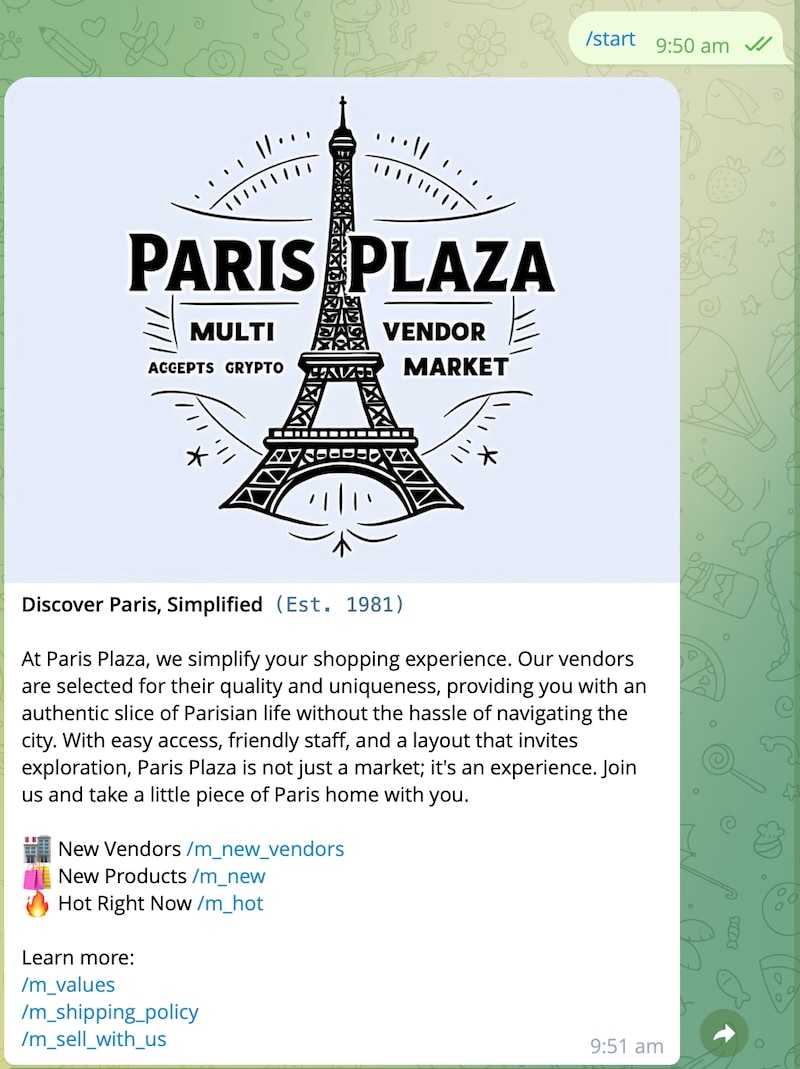 /start 9:50 am
PARIS PLAZA
MULTI VENDOR
ACCEPTS CRYPTO MARKET
Discover Paris, Simplified (Est. 1981)
At Paris Plaza, we simplify your shopping experience. Our vendors
are selected for their quality and uniqueness, providing you with an
authentic slice of Parisian life without the hassle of navigating the
city. With easy access, friendly staff, and a layout that invites
exploration, Paris Plaza is not just a market; it's an experience. Join
us and take a little piece of Paris home with you.
New Vendors /m_new_vendors
New Products /m_new
Hot Right Now /m_hot
Learn more:
/m_values
/m_shipping_policy
/m_sell_with_us
9:51 am